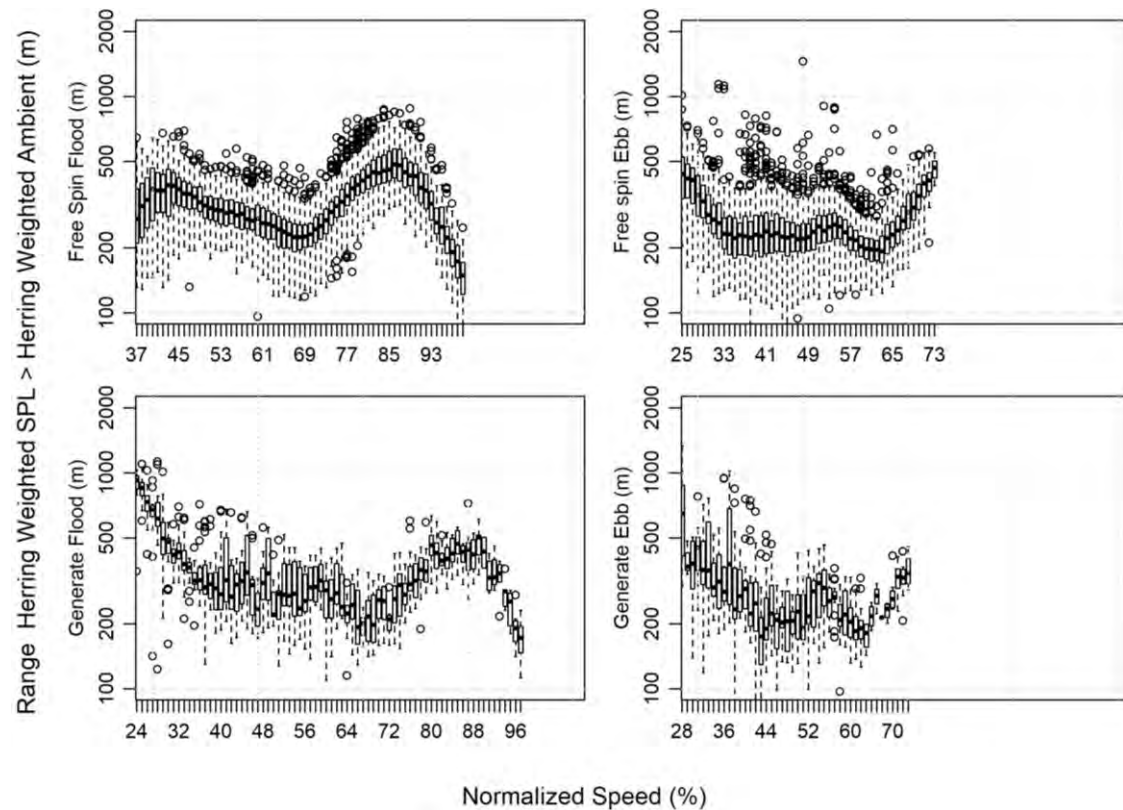 Range Herring Weighted SPL > Herring Weighted Ambient (m)
Free Spin Flood (m)
2000
1000
500
200
100
37 45 53 61 69 77 85 93
Free spin Ebb (m)
2000
1000
500
200
100
25 33 41 49 57 65 73
Generate Flood (m)
2000
1000
500
200
100
24 32 40 48 56 64 72 80 88 96
Generate Ebb (m)
2000
1000
500
200
100
28 36 44 52 60 70
Normalized Speed (%)